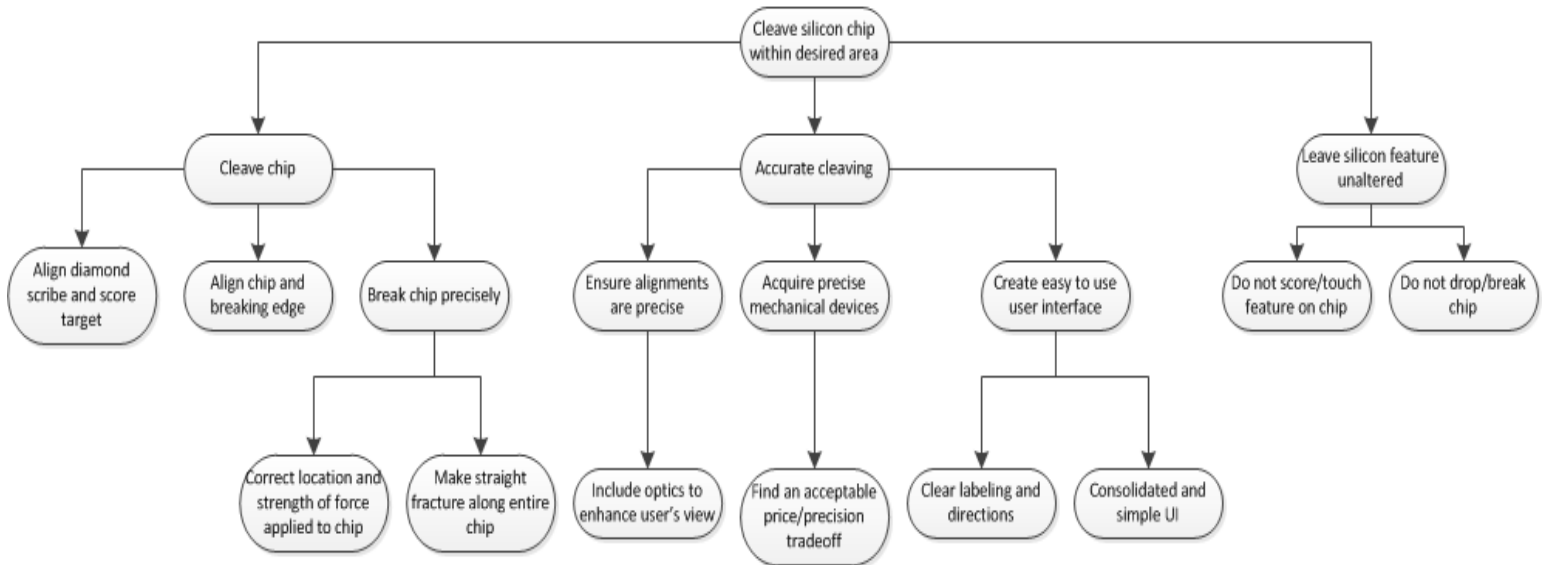 Cleave silicon chip
within desired area
Cleave chip
Accurate cleaving
Leave silicon feature
unaltered
Align diamond
scribe and score
target
Align chip and
breaking edge
Break chip precisely
Ensure alignments
are precise
Acquire precise
mechanical devices
Create easy to use
user interface
Do not score/touch
feature on chip
Do not drop/break
chip
Correct location and
strength of force
applied to chip
Make straight
fracture along entire
chip
Include optics to
enhance user's view
Find an acceptable
price/precision
tradeoff
Clear labeling and
directions
Consolidated and
simple UI